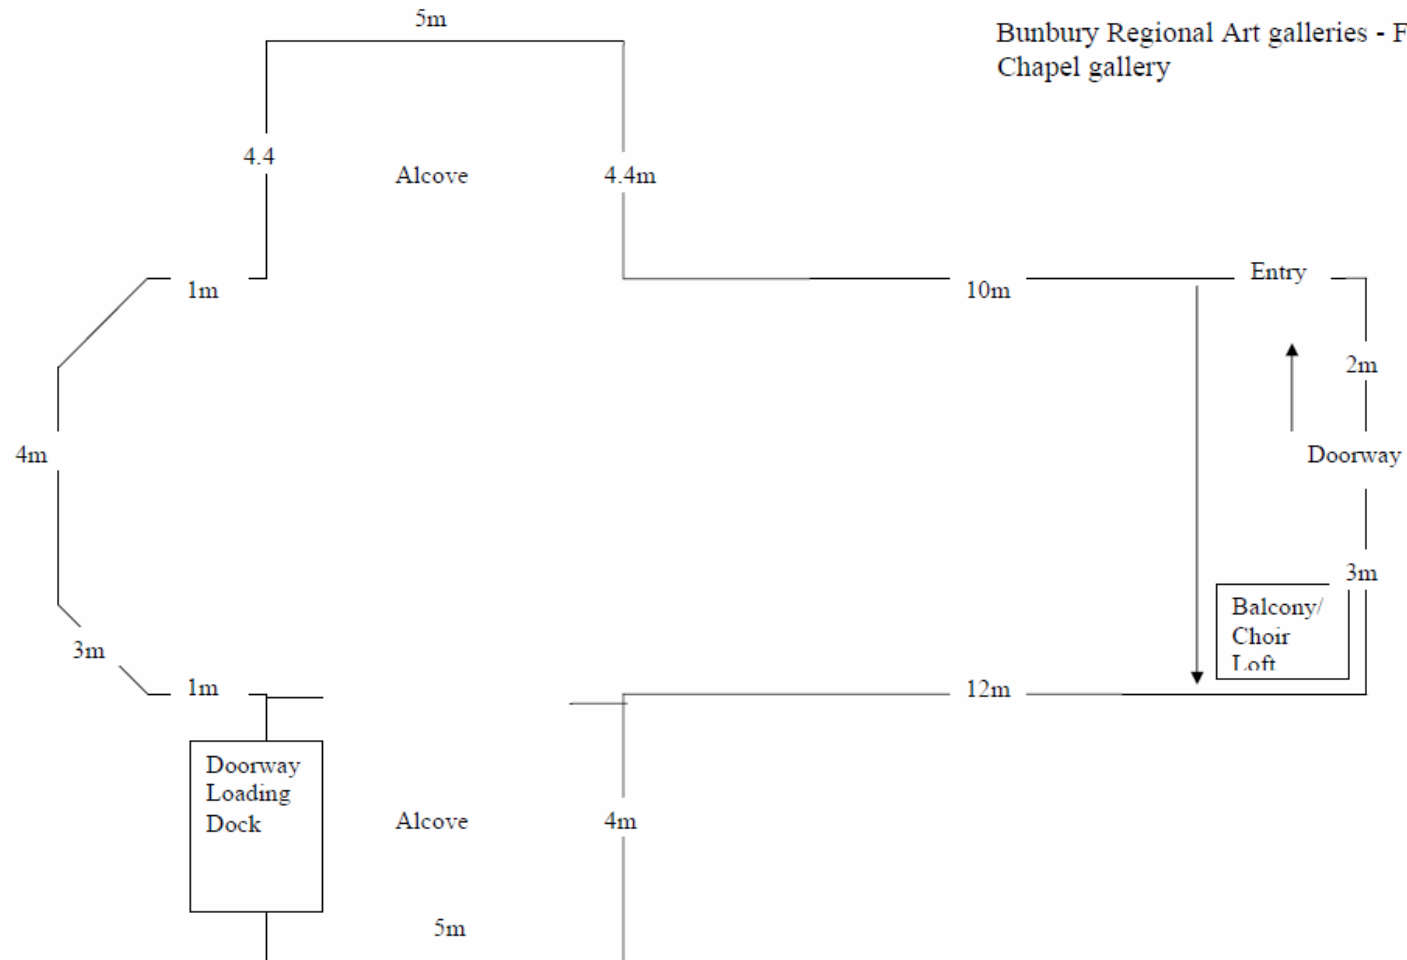 5m
Bunbury Regional Art galleries - F
Chapel gallery
4.4
Alcove
4.4m
Entry
1m
10m
2m
4m
Doorway
3m
Balcony/
Choir
Loft
3m
1m
12m
Doorway
Loading
Dock
Alcove
4m
5m